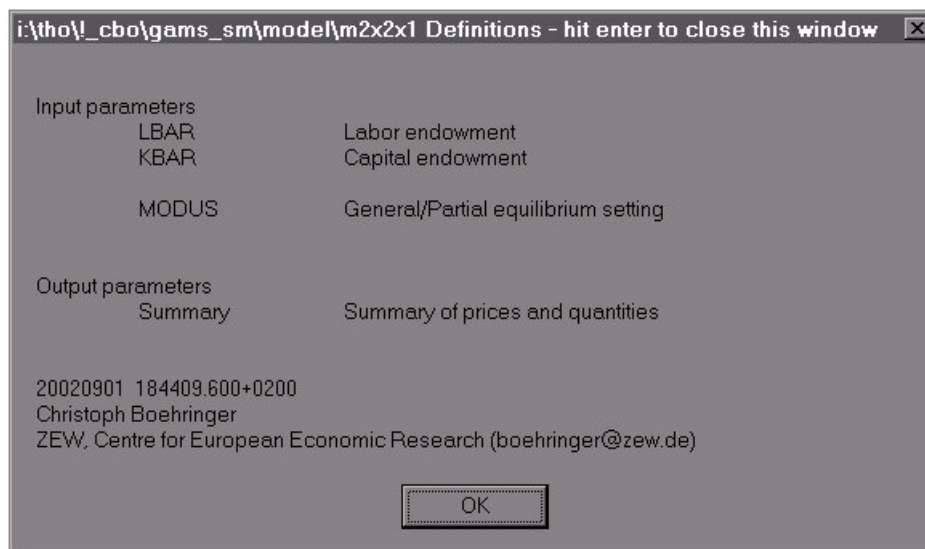 i:\tho\!_cbo\gams_sm\model\m2x2x1 Definitions - hit enter to close this window
Input parameters
LBAR Labor endowment
KBAR Capital endowment
MODUS General/Partial equilibrium setting
Output parameters
Summary Summary of prices and quantities
20020901 184409.600+0200
Christoph Boehringer
ZEW, Centre for European Economic Research (boehringer@zew.de)
OK